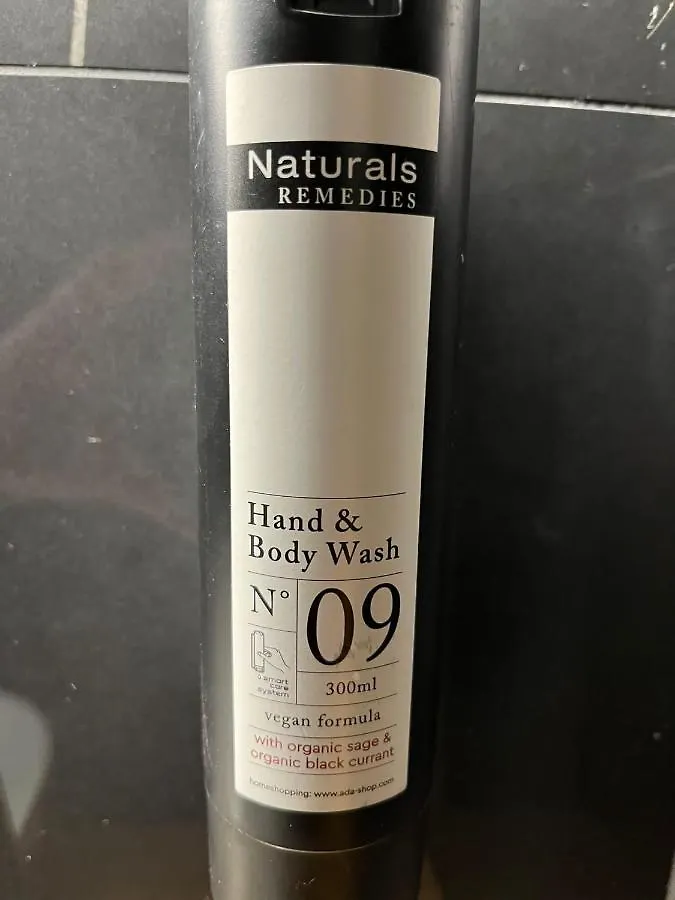 Naturals
REMEDIES
Hand &
Body Wash
N° 09
smart
care
system
300ml
vegan formula
with organic sage &
organic black currant
homeshopping: www.ada-shop.com